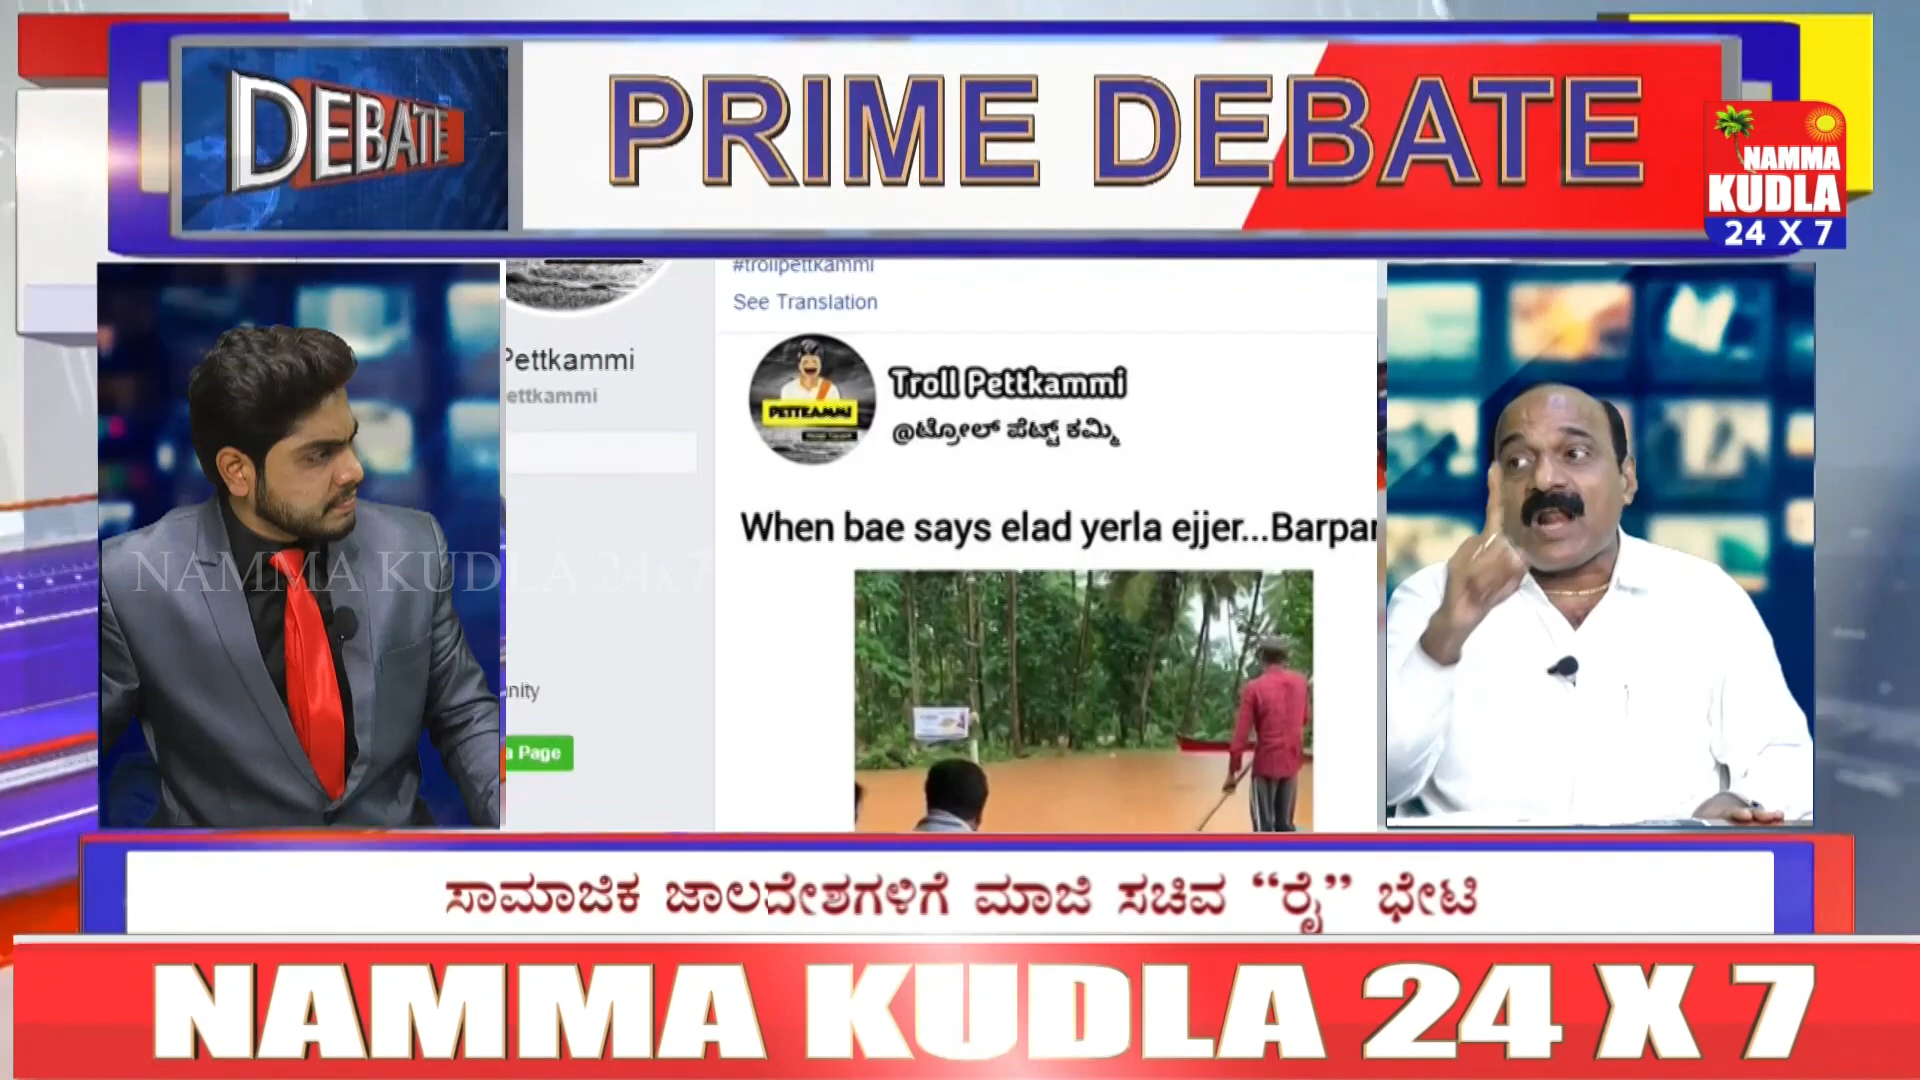 DEBATE
PRIME DEBATE
NAMMA
KUDLA
24 X 7
#trollpettkammi
See Translation
Pettkammi
ettkammi
PETTKAMMI
Troll Pettkammi
@ಟ್ರೋಲ್ ಪೆಟ್ಟ್ ಕಮ್ಮಿ
When bae says elad yerla ejjer...Barpar
NAMMA KUDLA 24x7
nity
a Page
ಸಾಮಾಜಿಕ ಜಾಲದೇಶಗಳಿಗೆ ಮಾಜಿ ಸಚಿವ “ರೈ” ಭೇಟಿ
NAMMA KUDLA 24 X 7